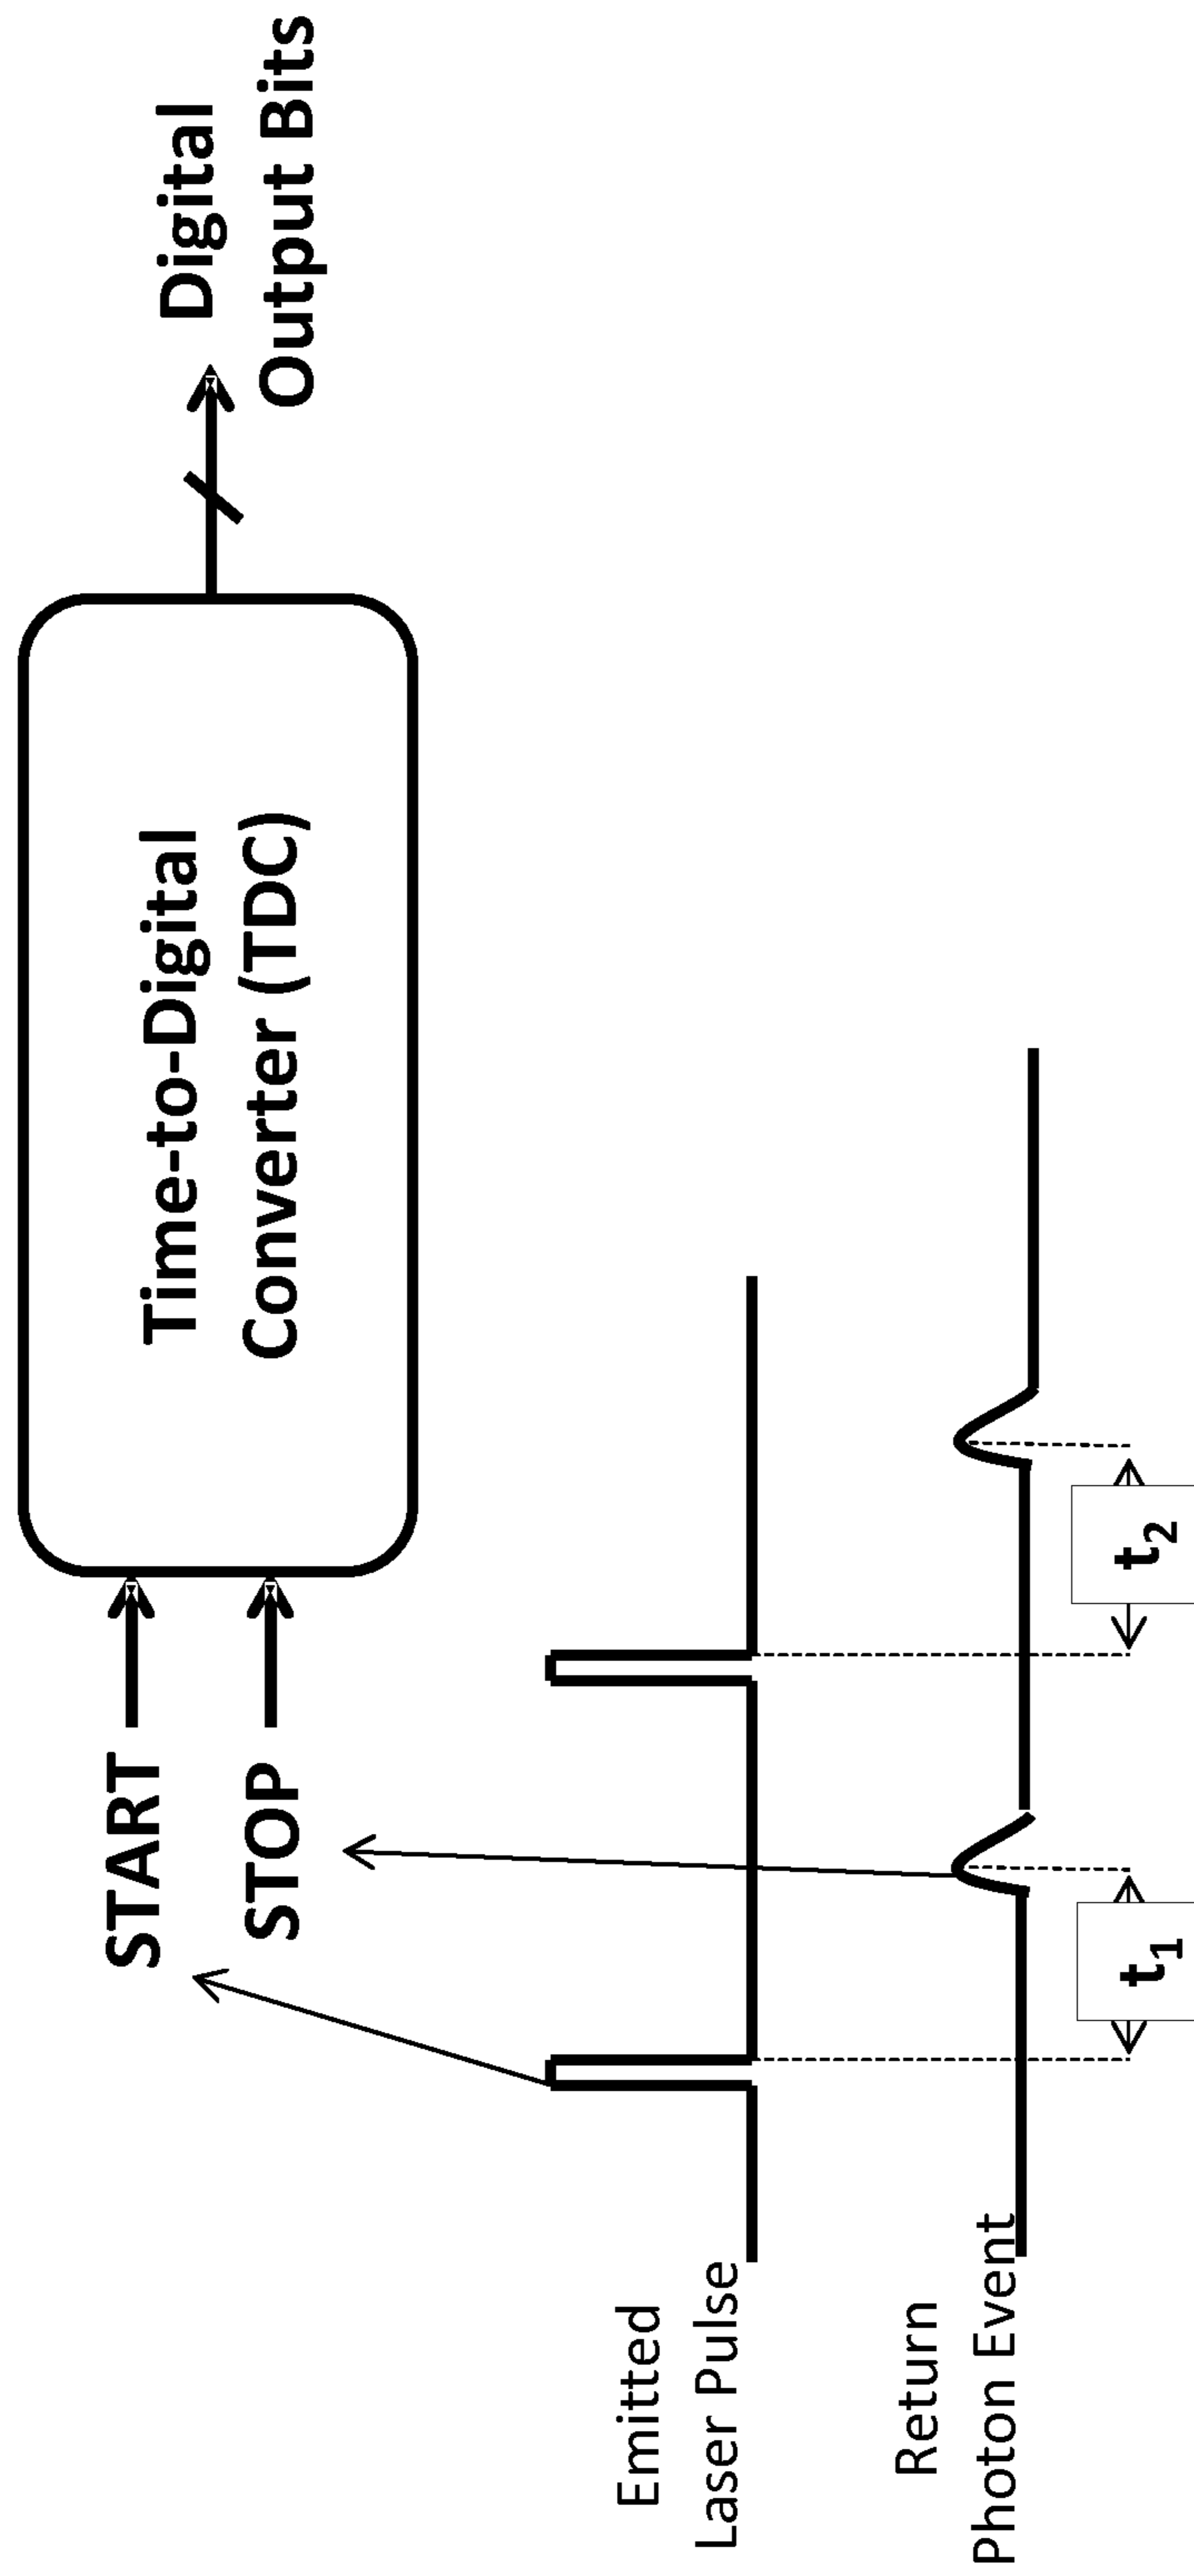 START
STOP
Time-to-Digital
Converter (TDC)
Digital
Output Bits
Emitted
Laser Pulse
Return
Photon Event
t₁
t₂